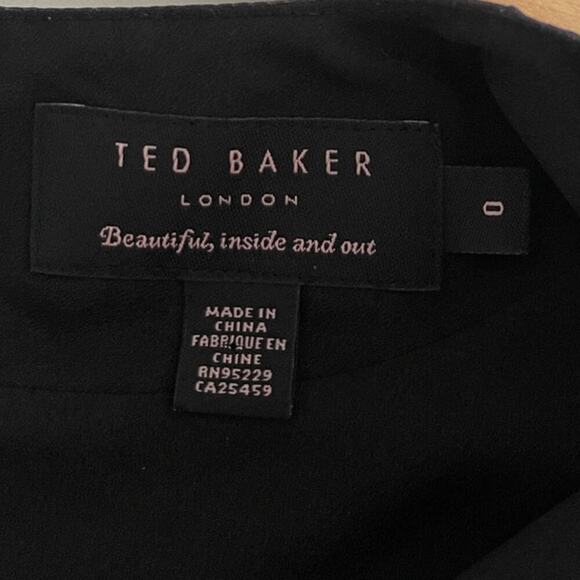 TED BAKER
LONDON
Beautiful, inside and out
0
MADE IN
CHINA
FABRIQUE EN
CHINE
RN95229
CA25459